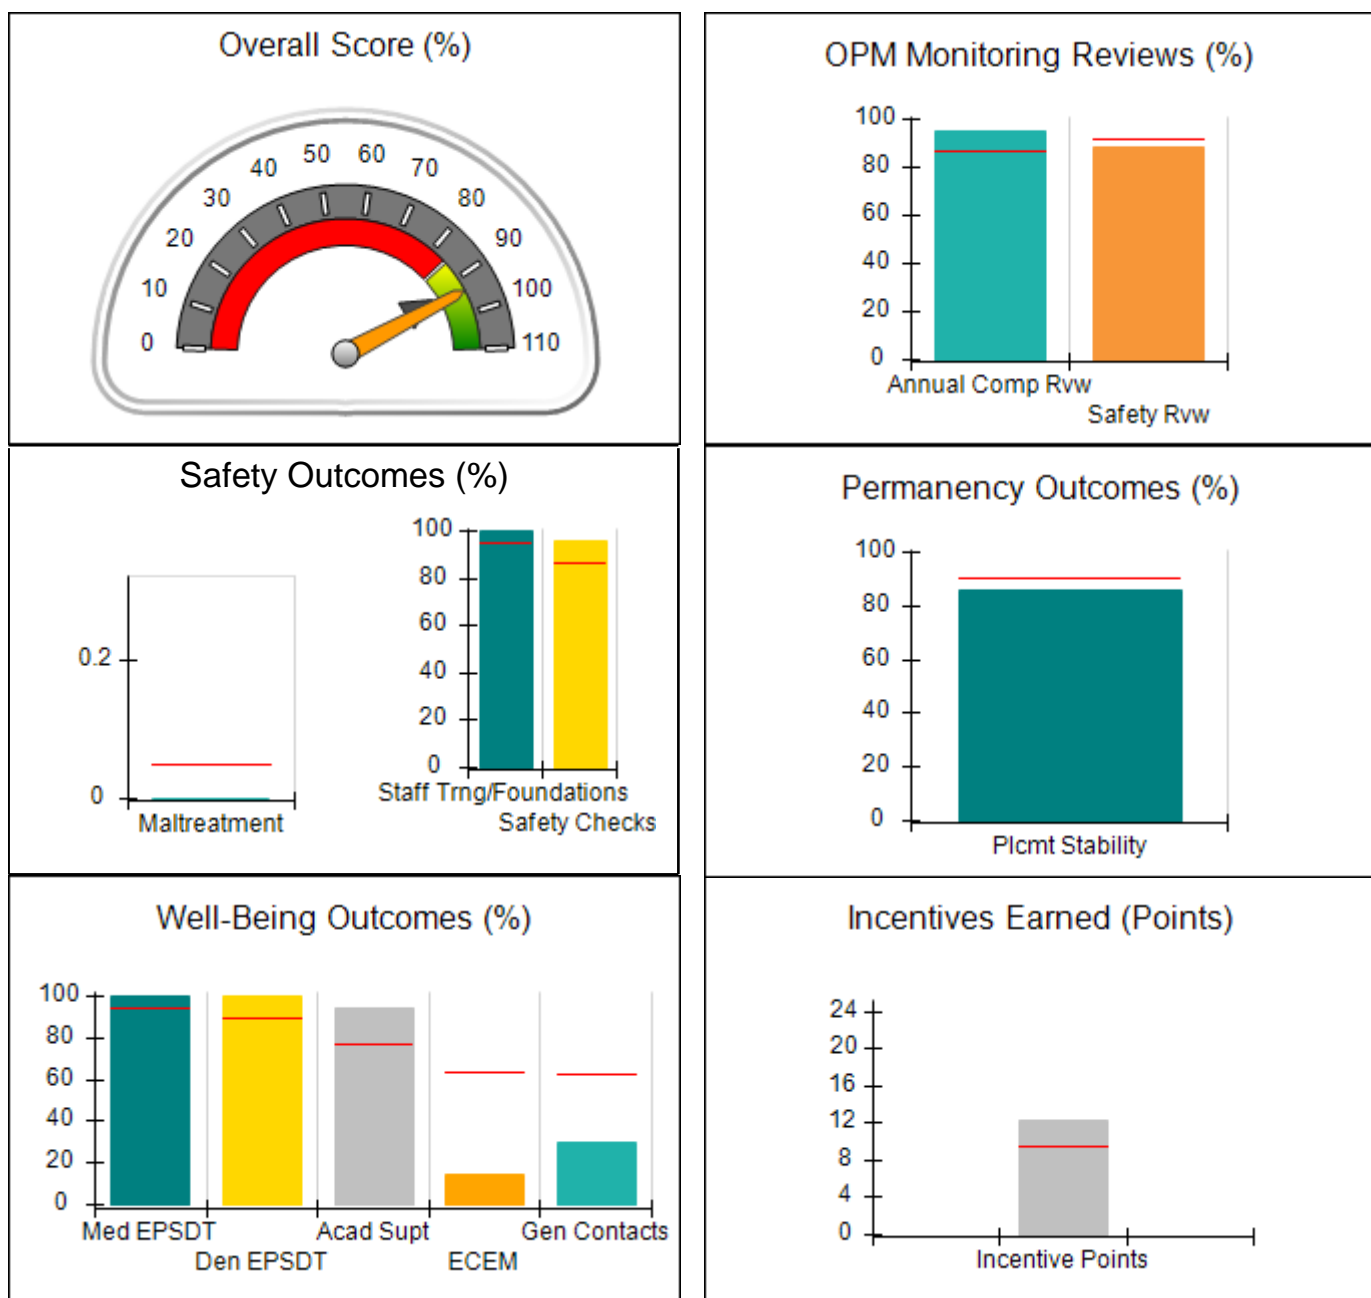 Overall Score (%)
0
10
20
30
40
50
60
70
80
90
100
110
OPM Monitoring Reviews (%)
100
80
60
40
20
0
Annual Comp Rvw
Safety Rvw
Safety Outcomes (%)
0.2
0
Maltreatment
100
80
60
40
20
0
Staff Trng/Foundations
Safety Checks
Permanency Outcomes (%)
100
80
60
40
20
0
Plcmt Stability
Well-Being Outcomes (%)
100
80
60
40
20
0
Med EPSDT
Den EPSDT
Acad Supt
ECEM
Gen Contacts
Incentives Earned (Points)
24
20
16
12
8
4
0
Incentive Points